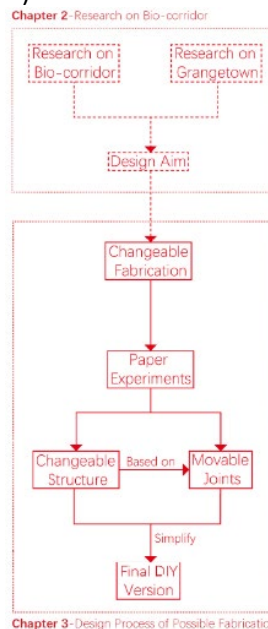 Chapter 2-Research on Bio-corridor
Research on
Bio-corridor
Research on
Grangetown
Design Aim
Changeable
Fabrication
Paper
Experiments
Changeable
Structure
Based on
Movable
Joints
Simplify
Final DIY
Version
Chapter 3-Design Process of Possible Fabricatio